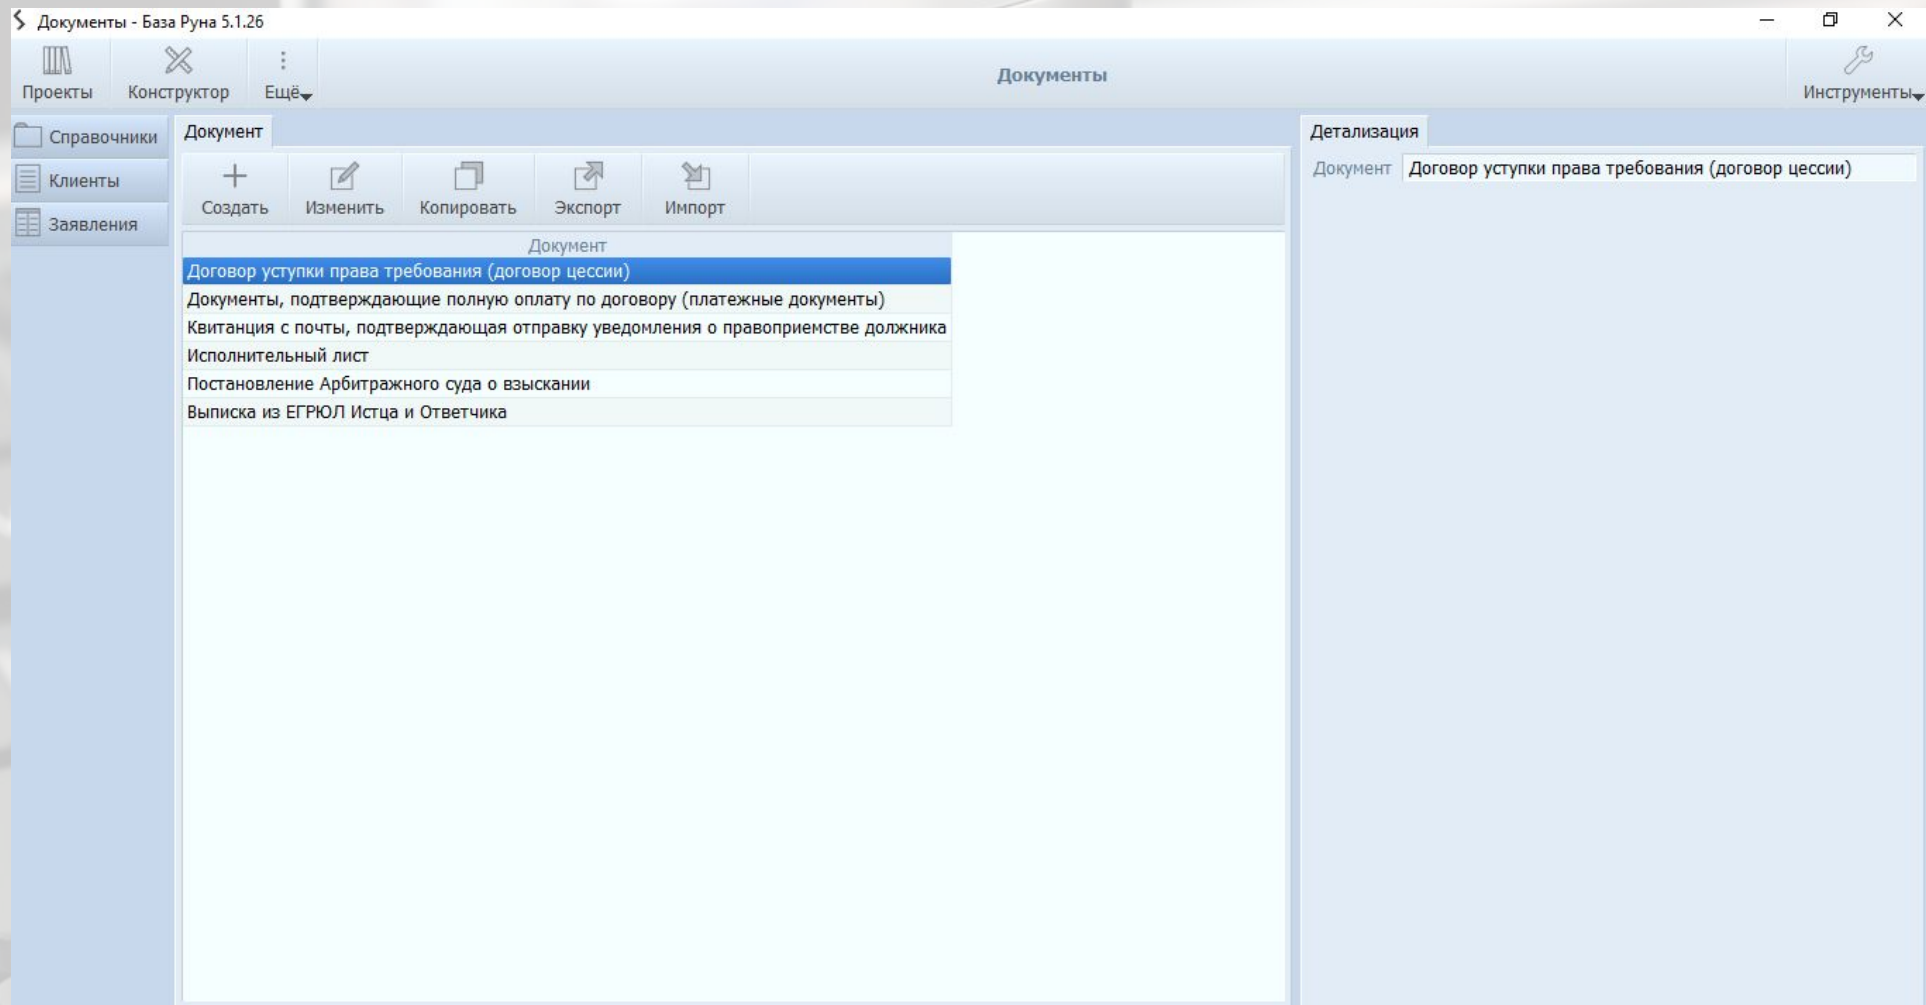 Документы - База Руна 5.1.26
Проекты
Конструктор
Ещё
Документы
Инструменты
Справочники
Клиенты
Заявления
Документ
Создать
Изменить
Копировать
Экспорт
Импорт
Документ
Договор уступки права требования (договор цессии)
Документы, подтверждающие полную оплату по договору (платежные документы)
Квитанция с почты, подтверждающая отправку уведомления о правоприемстве должника
Исполнительный лист
Постановление Арбитражного суда о взыскании
Выписка из ЕГРЮЛ Истца и Ответчика
Детализация
Документ Договор уступки права требования (договор цессии)